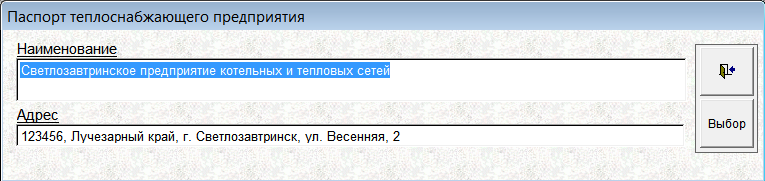 Паспорт теплоснабжающего предприятия
Наименование
Светлозавтринское предприятие котельных и тепловых сетей
Адрес
123456, Лучезарный край, г. Светлозавтринск, ул. Весенняя, 2
Выбор